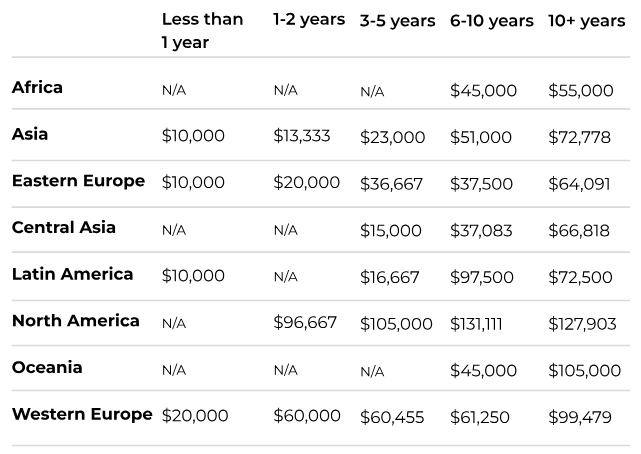 Less than 1 year 1-2 years 3-5 years 6-10 years 10+ years
Africa N/A N/A N/A $45,000 $55,000
Asia $10,000 $13,333 $23,000 $51,000 $72,778
Eastern Europe $10,000 $20,000 $36,667 $37,500 $64,091
Central Asia N/A N/A $15,000 $37,083 $66,818
Latin America $10,000 N/A $16,667 $97,500 $72,500
North America N/A $96,667 $105,000 $131,111 $127,903
Oceania N/A N/A N/A $45,000 $105,000
Western Europe $20,000 $60,000 $60,455 $61,250 $99,479